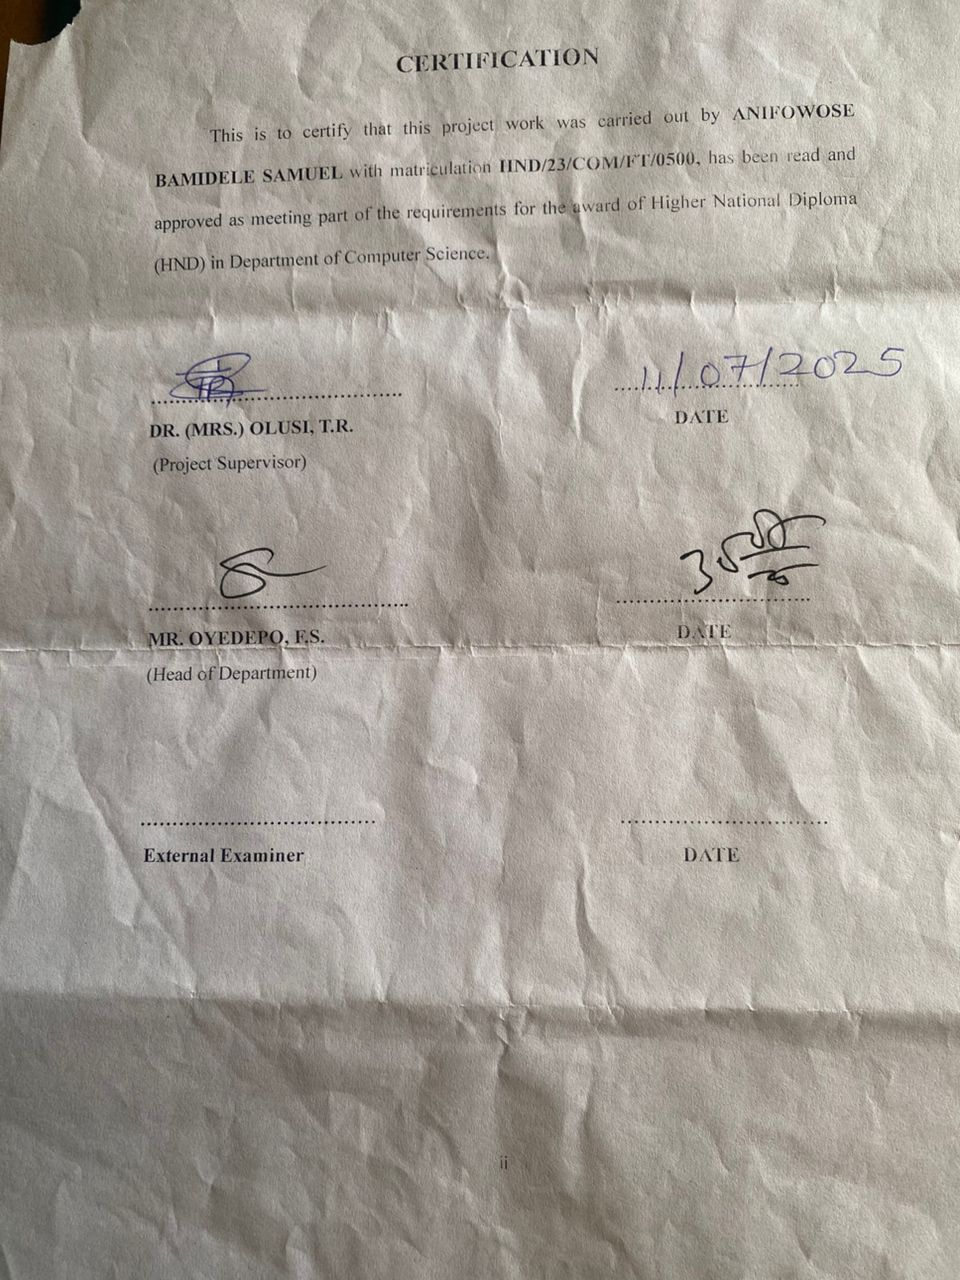 CERTIFICATION
This is to certify that this project work was carried out by ANIFOWOSE
BAMIDELE SAMUEL with matriculation HND/23/COM/FT/0500, has been read and
approved as meeting part of the requirements for the award of Higher National Diploma
(HND) in Department of Computer Science.
........................................ 11/07/2025
DR. (MRS.) OLUSI, T.R. DATE
(Project Supervisor)
........................................ ...............................
MR. OYEDEPO, F.S. DATE
(Head of Department)
..................................... .................................
External Examiner DATE
ii